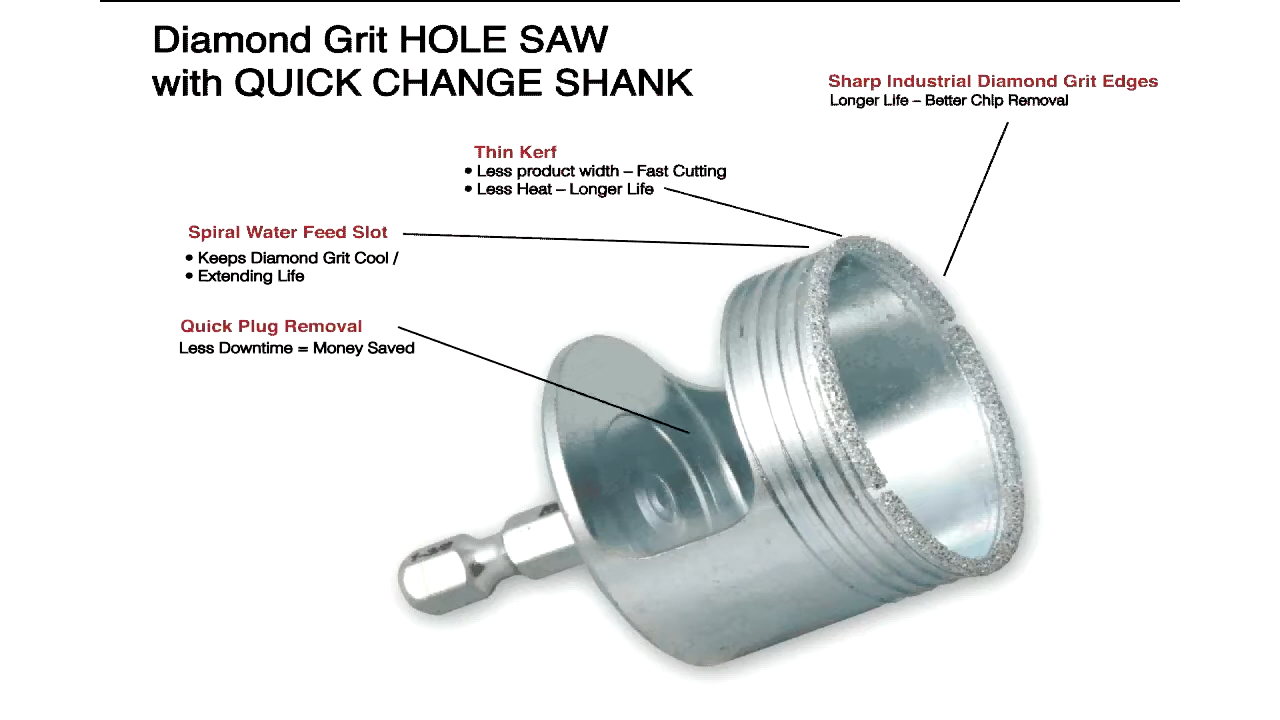 Diamond Grit HOLE SAW
with QUICK CHANGE SHANK
Sharp Industrial Diamond Grit Edges
Longer Life – Better Chip Removal
Thin Kerf
• Less product width – Fast Cutting
• Less Heat – Longer Life
Spiral Water Feed Slot
• Keeps Diamond Grit Cool /
• Extending Life
Quick Plug Removal
Less Downtime = Money Saved